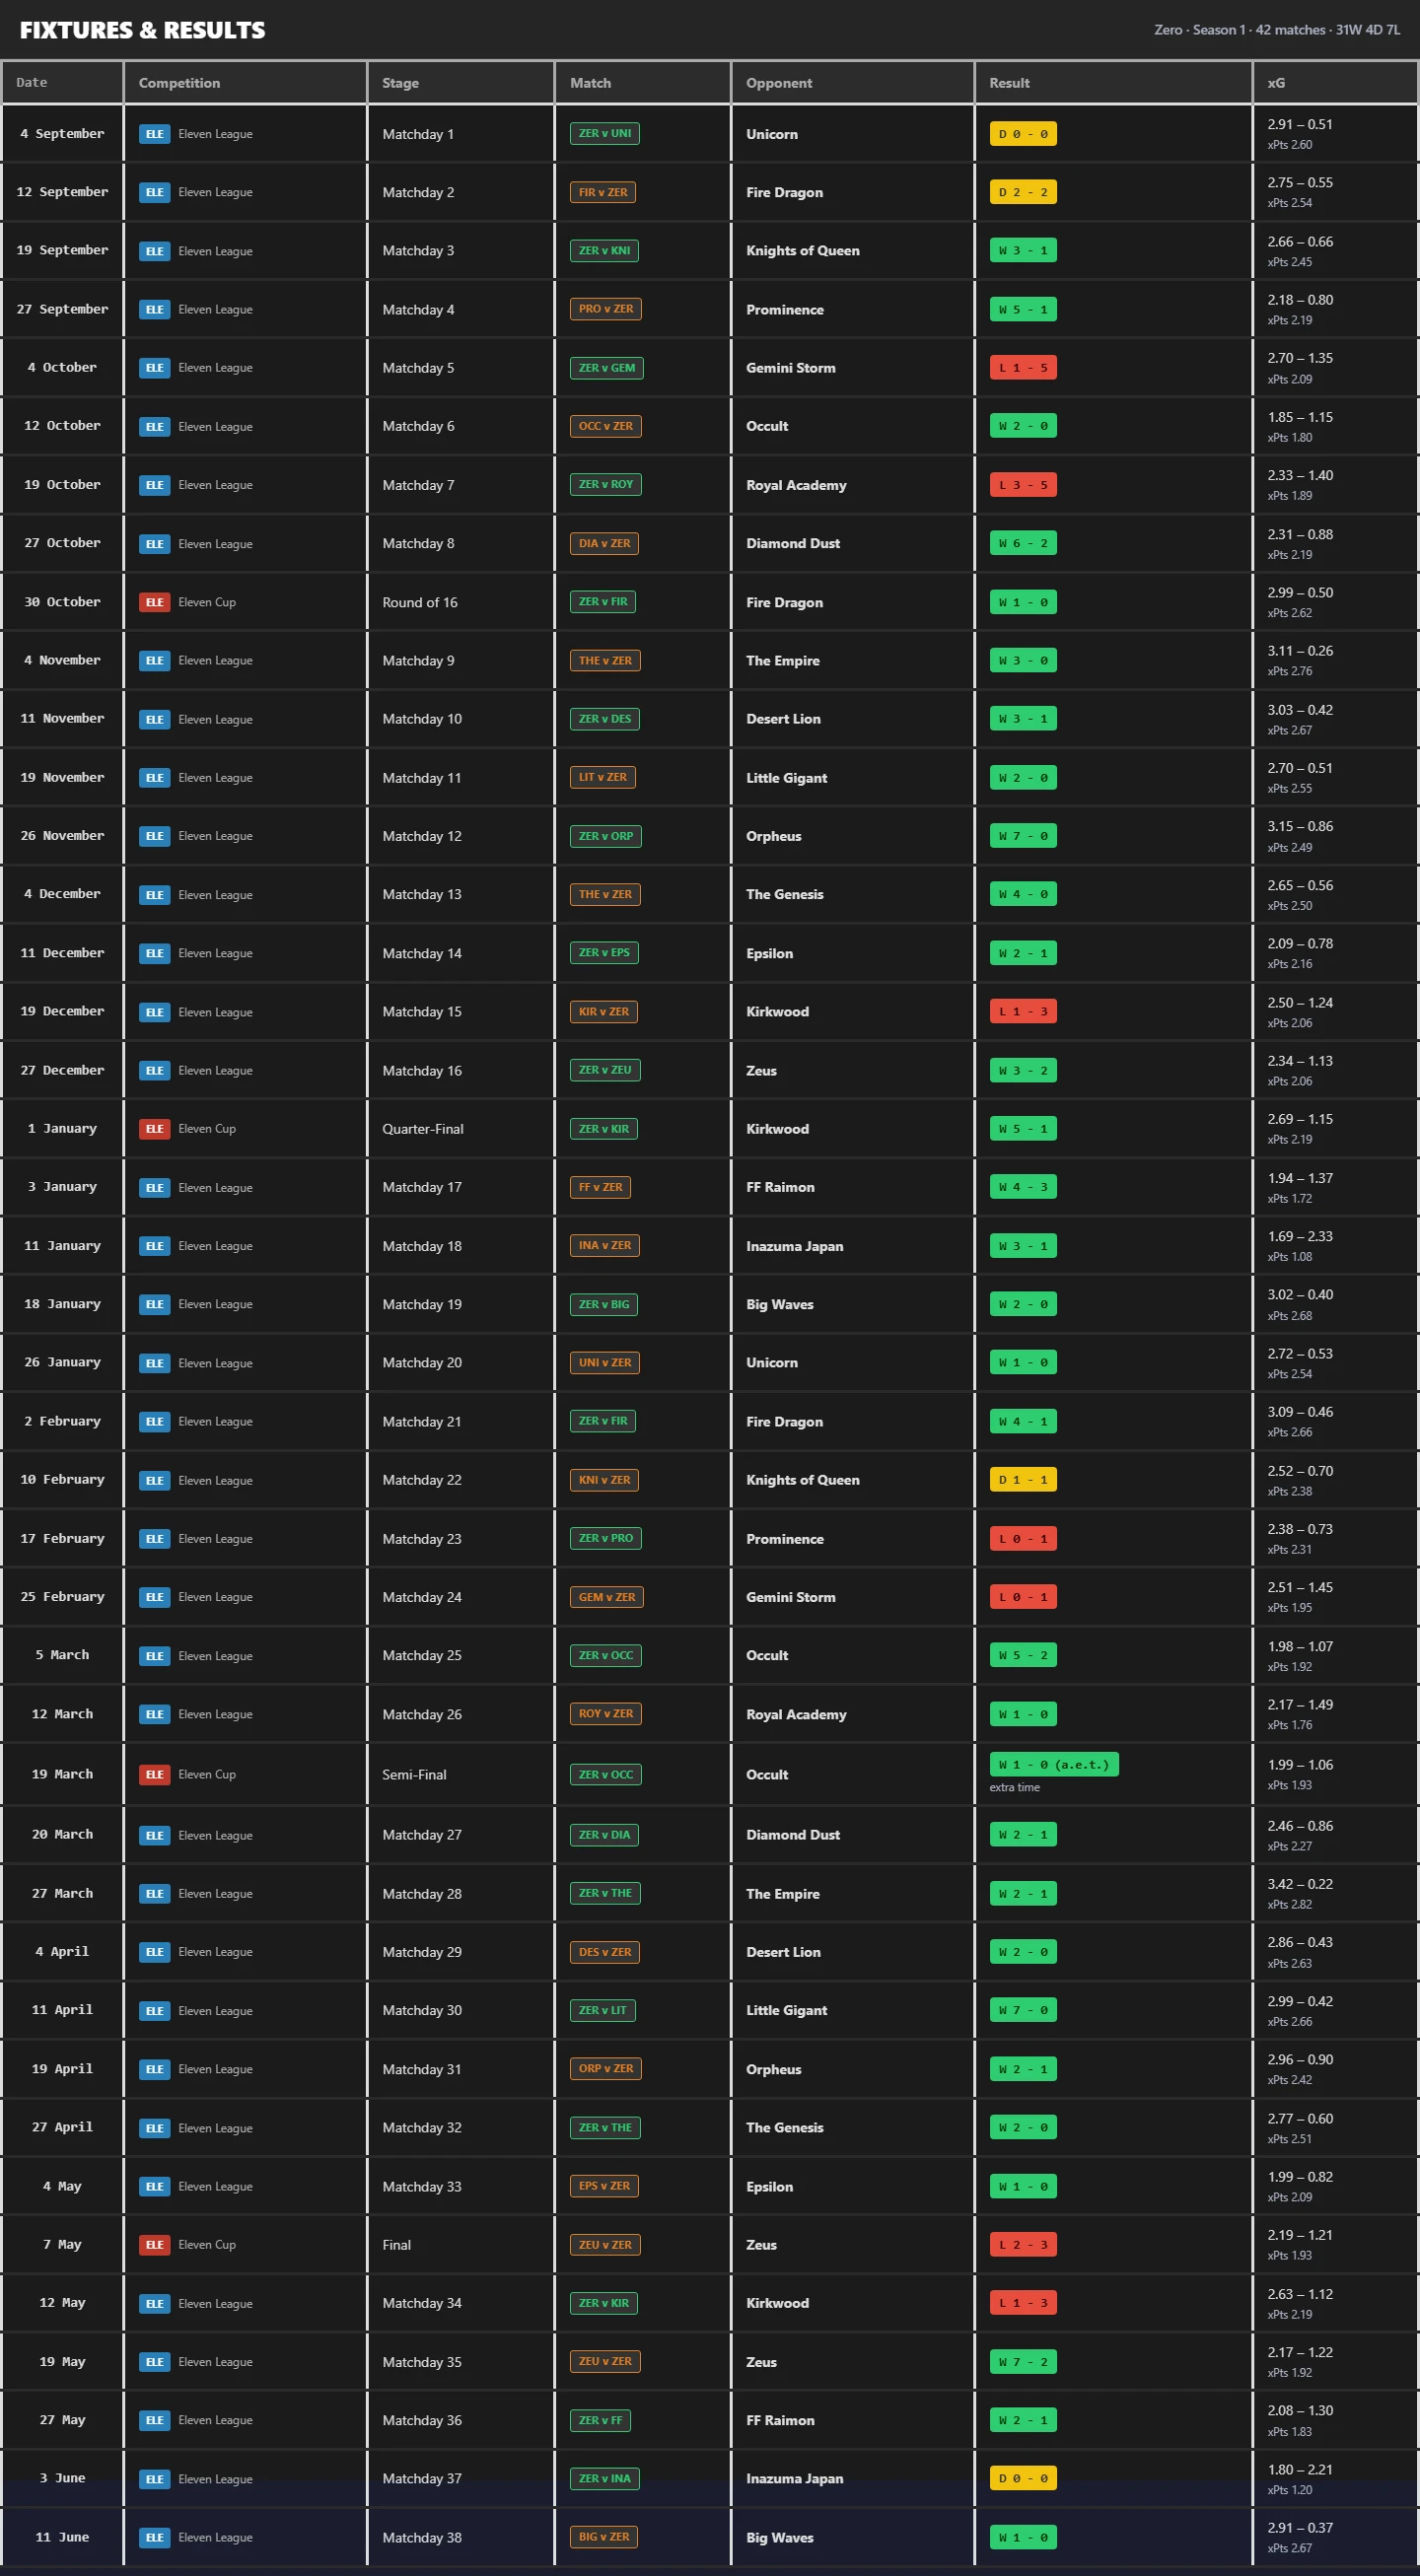 FIXTURES & RESULTS
Zero · Season 1 · 42 matches · 31W 4D 7L
Date Competition Stage Match Opponent Result xG
4 September ELE Eleven League Matchday 1 ZER v UNI Unicorn D 0 - 0 2.91 – 0.51
xPts 2.60
12 September ELE Eleven League Matchday 2 FIR v ZER Fire Dragon D 2 - 2 2.75 – 0.55
xPts 2.54
19 September ELE Eleven League Matchday 3 ZER v KNI Knights of Queen W 3 - 1 2.66 – 0.66
xPts 2.45
27 September ELE Eleven League Matchday 4 PRO v ZER Prominence W 5 - 1 2.18 – 0.80
xPts 2.19
4 October ELE Eleven League Matchday 5 ZER v GEM Gemini Storm L 1 - 5 2.70 – 1.35
xPts 2.09
12 October ELE Eleven League Matchday 6 OCC v ZER Occult W 2 - 0 1.85 – 1.15
xPts 1.80
19 October ELE Eleven League Matchday 7 ZER v ROY Royal Academy L 3 - 5 2.33 – 1.40
xPts 1.89
27 October ELE Eleven League Matchday 8 DIA v ZER Diamond Dust W 6 - 2 2.31 – 0.88
xPts 2.19
30 October ELE Eleven Cup Round of 16 ZER v FIR Fire Dragon W 1 - 0 2.99 – 0.50
xPts 2.62
4 November ELE Eleven League Matchday 9 THE v ZER The Empire W 3 - 0 3.11 – 0.26
xPts 2.76
11 November ELE Eleven League Matchday 10 ZER v DES Desert Lion W 3 - 1 3.03 – 0.42
xPts 2.67
19 November ELE Eleven League Matchday 11 LIT v ZER Little Gigant W 2 - 0 2.70 – 0.51
xPts 2.55
26 November ELE Eleven League Matchday 12 ZER v ORP Orpheus W 7 - 0 3.15 – 0.86
xPts 2.49
4 December ELE Eleven League Matchday 13 THE v ZER The Genesis W 4 - 0 2.65 – 0.56
xPts 2.50
11 December ELE Eleven League Matchday 14 ZER v EPS Epsilon W 2 - 1 2.09 – 0.78
xPts 2.16
19 December ELE Eleven League Matchday 15 KIR v ZER Kirkwood L 1 - 3 2.50 – 1.24
xPts 2.06
27 December ELE Eleven League Matchday 16 ZER v ZEU Zeus W 3 - 2 2.34 – 1.13
xPts 2.06
1 January ELE Eleven Cup Quarter-Final ZER v KIR Kirkwood W 5 - 1 2.69 – 1.15
xPts 2.19
3 January ELE Eleven League Matchday 17 FF v ZER FF Raimon W 4 - 3 1.94 – 1.37
xPts 1.72
11 January ELE Eleven League Matchday 18 INA v ZER Inazuma Japan W 3 - 1 1.69 – 2.33
xPts 1.08
18 January ELE Eleven League Matchday 19 ZER v BIG Big Waves W 2 - 0 3.02 – 0.40
xPts 2.68
26 January ELE Eleven League Matchday 20 UNI v ZER Unicorn W 1 - 0 2.72 – 0.53
xPts 2.54
2 February ELE Eleven League Matchday 21 ZER v FIR Fire Dragon W 4 - 1 3.09 – 0.46
xPts 2.66
10 February ELE Eleven League Matchday 22 KNI v ZER Knights of Queen D 1 - 1 2.52 – 0.70
xPts 2.38
17 February ELE Eleven League Matchday 23 ZER v PRO Prominence L 0 - 1 2.38 – 0.73
xPts 2.31
25 February ELE Eleven League Matchday 24 GEM v ZER Gemini Storm L 0 - 1 2.51 – 1.45
xPts 1.95
5 March ELE Eleven League Matchday 25 ZER v OCC Occult W 5 - 2 1.98 – 1.07
xPts 1.92
12 March ELE Eleven League Matchday 26 ROY v ZER Royal Academy W 1 - 0 2.17 – 1.49
xPts 1.76
19 March ELE Eleven Cup Semi-Final ZER v OCC Occult W 1 - 0 (a.e.t.) 1.99 – 1.06
extra time xPts 1.93
20 March ELE Eleven League Matchday 27 ZER v DIA Diamond Dust W 2 - 1 2.46 – 0.86
xPts 2.27
27 March ELE Eleven League Matchday 28 ZER v THE The Empire W 2 - 1 3.42 – 0.22
xPts 2.82
4 April ELE Eleven League Matchday 29 DES v ZER Desert Lion W 2 - 0 2.86 – 0.43
xPts 2.63
11 April ELE Eleven League Matchday 30 ZER v LIT Little Gigant W 7 - 0 2.99 – 0.42
xPts 2.66
19 April ELE Eleven League Matchday 31 ORP v ZER Orpheus W 2 - 1 2.96 – 0.90
xPts 2.42
27 April ELE Eleven League Matchday 32 ZER v THE The Genesis W 2 - 0 2.77 – 0.60
xPts 2.51
4 May ELE Eleven League Matchday 33 EPS v ZER Epsilon W 1 - 0 1.99 – 0.82
xPts 2.09
7 May ELE Eleven Cup Final ZEU v ZER Zeus L 2 - 3 2.19 – 1.21
xPts 1.93
12 May ELE Eleven League Matchday 34 ZER v KIR Kirkwood L 1 - 3 2.63 – 1.12
xPts 2.19
19 May ELE Eleven League Matchday 35 ZEU v ZER Zeus W 7 - 2 2.17 – 1.22
xPts 1.92
27 May ELE Eleven League Matchday 36 ZER v FF FF Raimon W 2 - 1 2.08 – 1.30
xPts 1.83
3 June ELE Eleven League Matchday 37 ZER v INA Inazuma Japan D 0 - 0 1.80 – 2.21
xPts 1.20
11 June ELE Eleven League Matchday 38 BIG v ZER Big Waves W 1 - 0 2.91 – 0.37
xPts 2.67